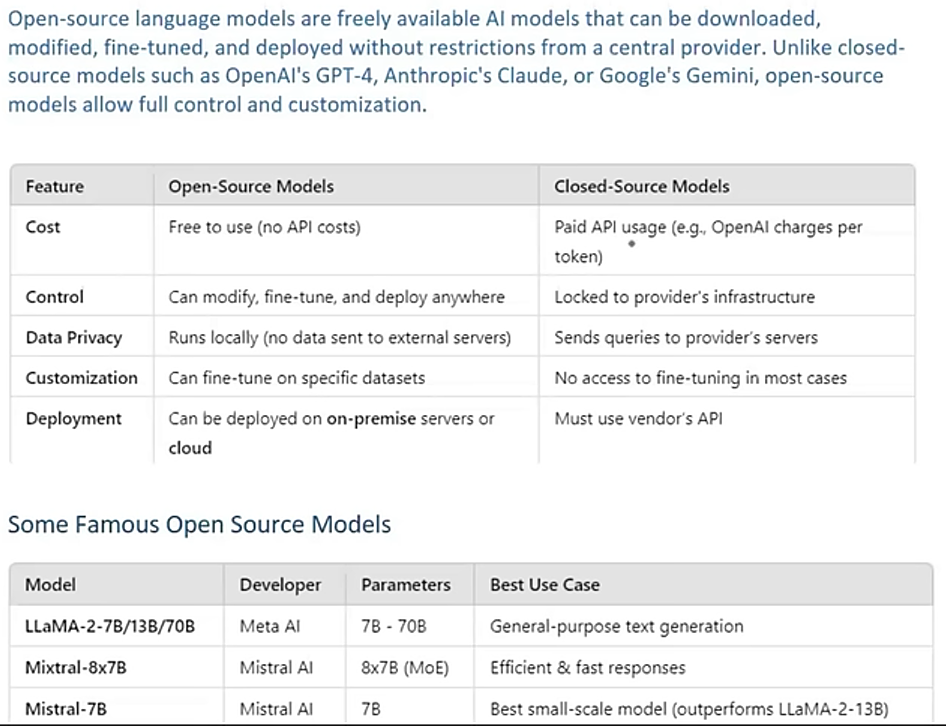 Open-source language models are freely available AI models that can be downloaded,
modified, fine-tuned, and deployed without restrictions from a central provider. Unlike closed-
source models such as OpenAI's GPT-4, Anthropic's Claude, or Google's Gemini, open-source
models allow full control and customization.
Feature Open-Source Models Closed-Source Models
Cost Free to use (no API costs) Paid API usage (e.g., OpenAI charges per
token)
Control Can modify, fine-tune, and deploy anywhere Locked to provider's infrastructure
Data Privacy Runs locally (no data sent to external servers) Sends queries to provider's servers
Customization Can fine-tune on specific datasets No access to fine-tuning in most cases
Deployment Can be deployed on on-premise servers or Must use vendor's API
cloud
Some Famous Open Source Models
Model Developer Parameters Best Use Case
LLaMA-2-7B/13B/70B Meta AI 7B - 70B General-purpose text generation
Mixtral-8x7B Mistral AI 8x7B (MoE) Efficient & fast responses
Mistral-7B Mistral AI 7B Best small-scale model (outperforms LLaMA-2-13B)